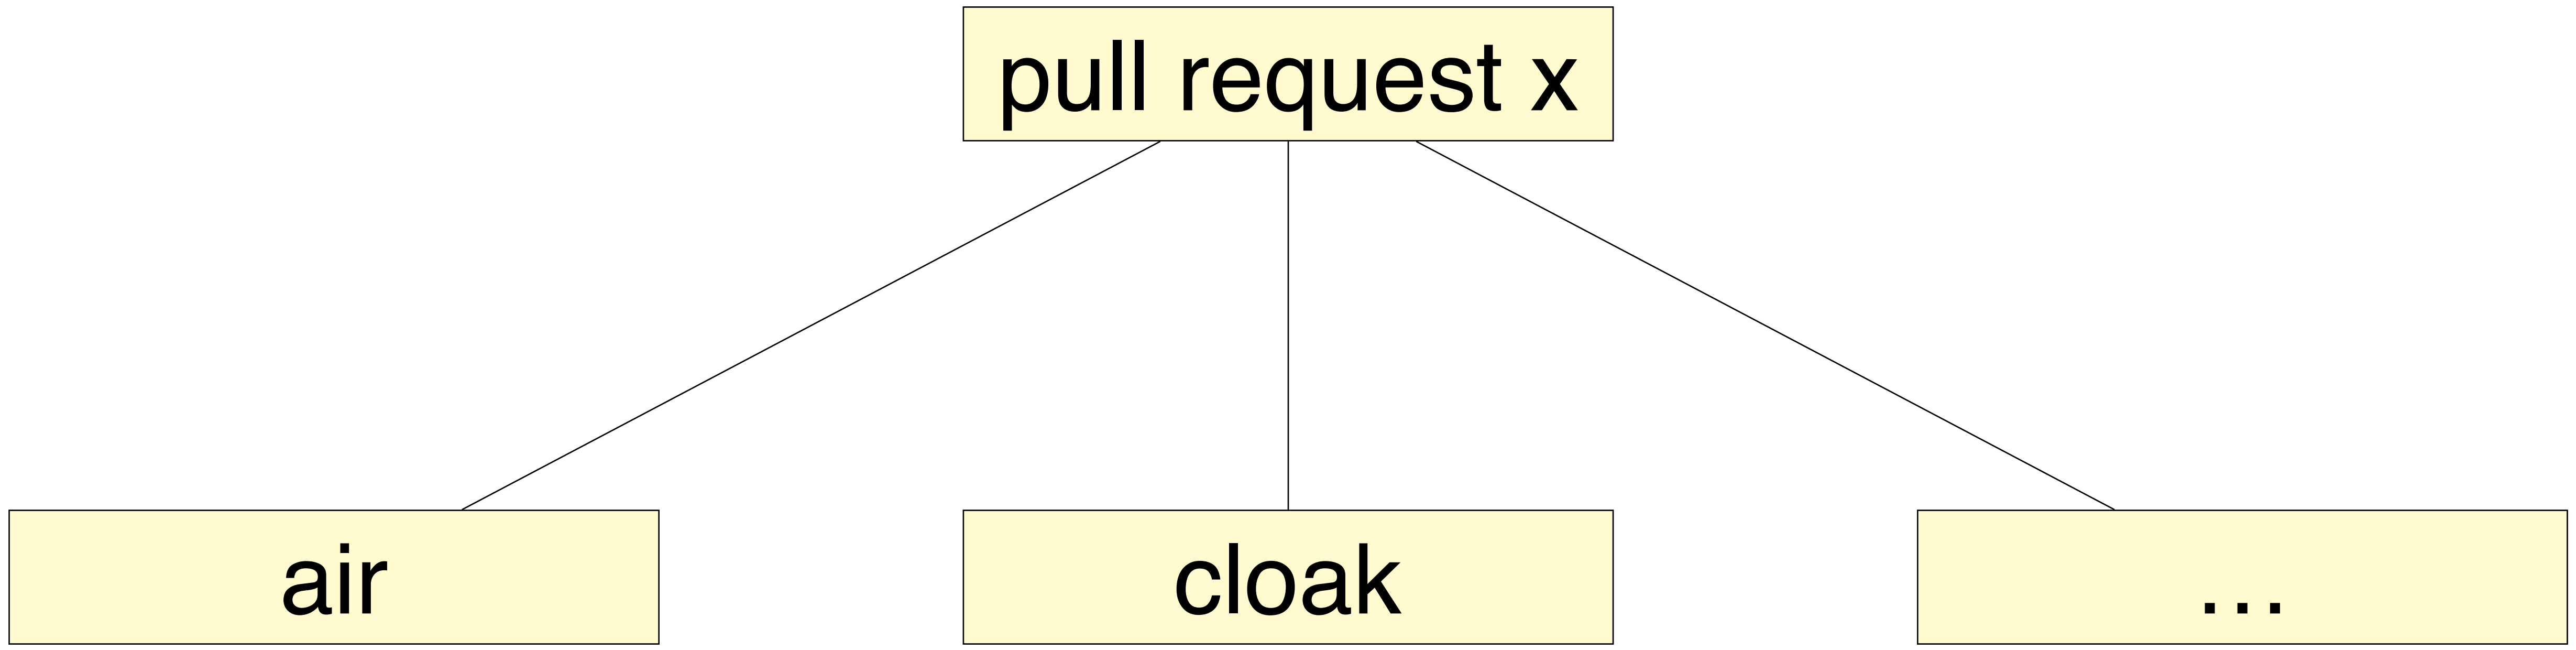 pull request x
air
cloak
...